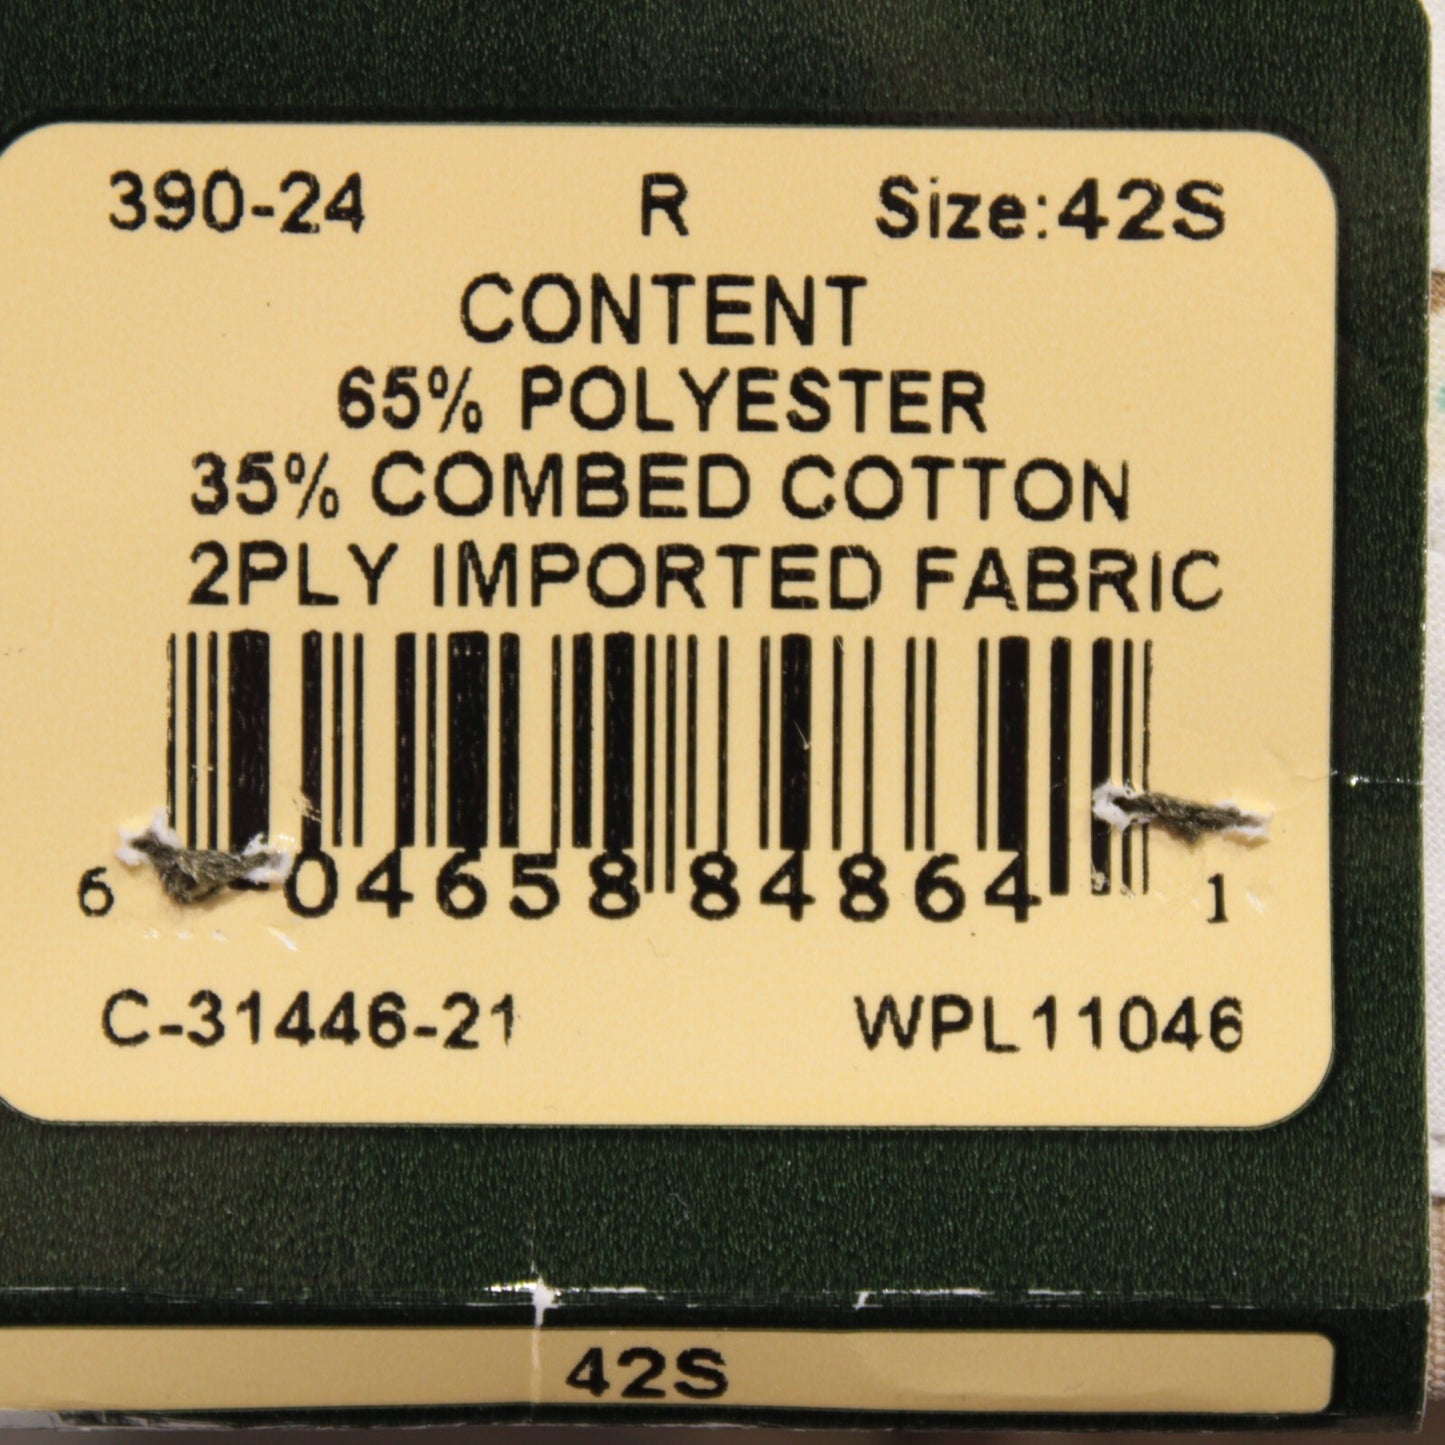 390-24 R Size:42S
CONTENT
65% POLYESTER
35% COMBED COTTON
2PLY IMPORTED FABRIC
6 04658 84864 1
C-31446-21 WPL11046
42S